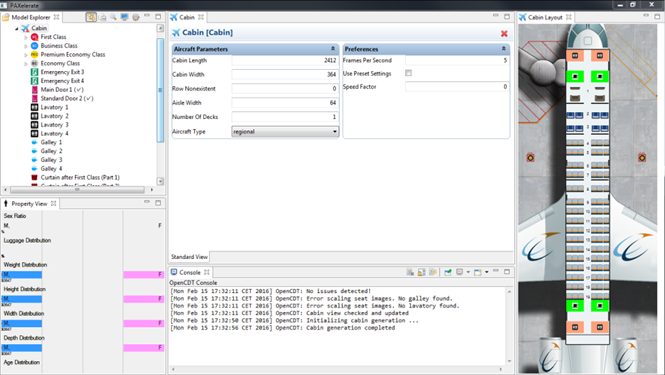 PAXelerate
Model Explorer
Cabin
First Class
Business Class
Premium Economy Class
Economy Class
Emergency Exit 3
Emergency Exit 4
Main Door 1 (✓)
Standard Door 2 (✓)
Lavatory 1
Lavatory 2
Lavatory 3
Lavatory 4
Galley 1
Galley 2
Galley 3
Galley 4
Curtain after First Class (Part 1)
Property View
Sex Ratio
M, F
%
Luggage Distribution
Weight Distribution
M, F
Height Distribution
M, F
Width Distribution
M, F
Depth Distribution
M, F
Age Distribution
Cabin
Cabin [Cabin]
Aircraft Parameters
Cabin Length 2412
Cabin Width 364
Row Nonexistent 0
Aisle Width 64
Number Of Decks 1
Aircraft Type regional
Preferences
Frames Per Second 5
Use Preset Settings
Speed Factor 0
Standard View
Console
OpenCDT Console
[Mon Feb 15 17:32:11 CET 2016] OpenCDT: No issues detected!
[Mon Feb 15 17:32:11 CET 2016] OpenCDT: Error scaling seat images. No galley found.
[Mon Feb 15 17:32:11 CET 2016] OpenCDT: Error scaling seat images. No lavatory found.
[Mon Feb 15 17:32:11 CET 2016] OpenCDT: Cabin view checked and updated
[Mon Feb 15 17:32:50 CET 2016] OpenCDT: Initializing cabin generation ...
[Mon Feb 15 17:32:56 CET 2016] OpenCDT: Cabin generation completed
Cabin Layout